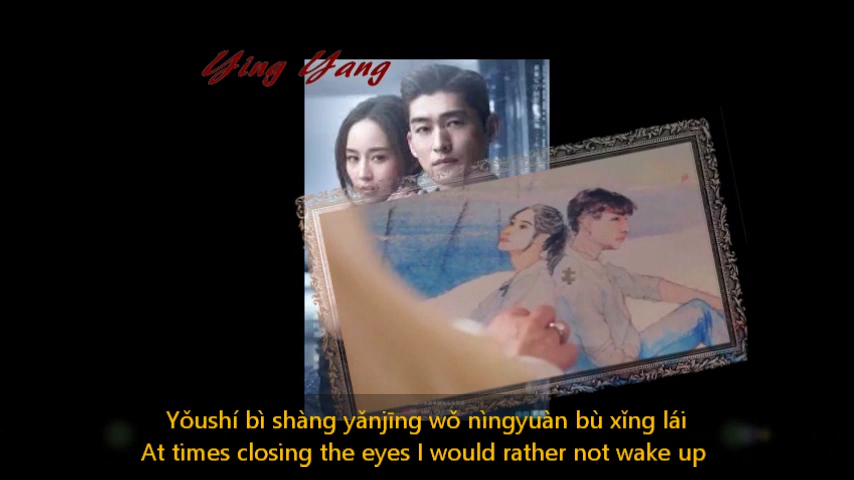 Ying Yang
Yǒushí bì shàng yǎnjīng wǒ nìngyuàn bù xǐng lái
At times closing the eyes I would rather not wake up